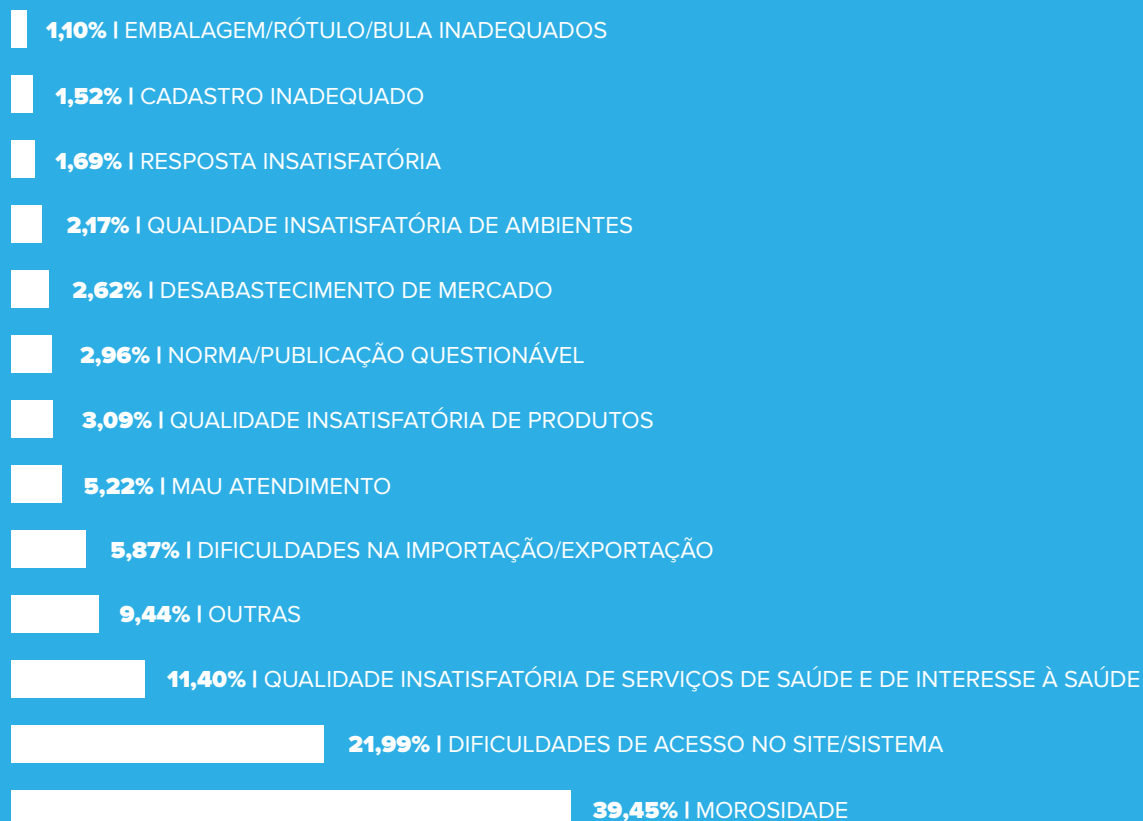 1,10% | EMBALAGEM/RÓTULO/BULA INADEQUADOS
1,52% | CADASTRO INADEQUADO
1,69% | RESPOSTA INSATISFATÓRIA
2,17% | QUALIDADE INSATISFATÓRIA DE AMBIENTES
2,62% | DESABASTECIMENTO DE MERCADO
2,96% | NORMA/PUBLICAÇÃO QUESTIONÁVEL
3,09% | QUALIDADE INSATISFATÓRIA DE PRODUTOS
5,22% | MAU ATENDIMENTO
5,87% | DIFICULDADES NA IMPORTAÇÃO/EXPORTAÇÃO
9,44% | OUTRAS
11,40% | QUALIDADE INSATISFATÓRIA DE SERVIÇOS DE SAÚDE E DE INTERESSE À SAÚDE
21,99% | DIFICULDADES DE ACESSO NO SITE/SISTEMA
39,45% | MOROSIDADE